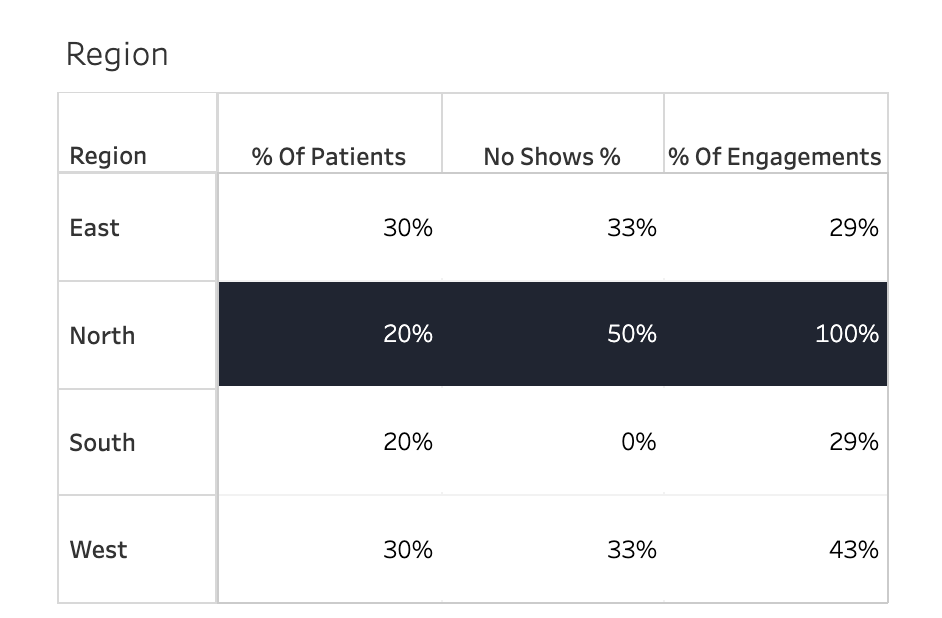 Region
Region % Of Patients No Shows % % Of Engagements
East 30% 33% 29%
North 20% 50% 100%
South 20% 0% 29%
West 30% 33% 43%